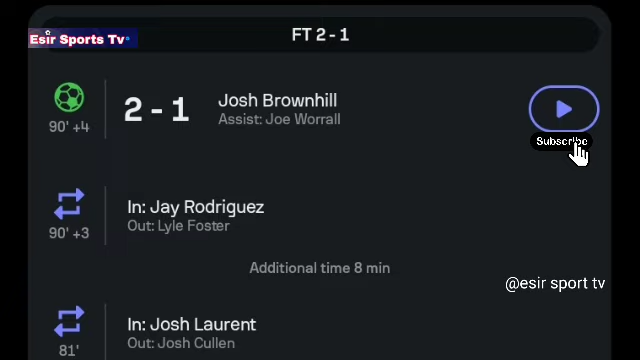 FT 2 - 1
Esir Sports Tv
90' +4
2 - 1
Josh Brownhill
Assist: Joe Worrall
Subscribe
90' +3
In: Jay Rodriguez
Out: Lyle Foster
Additional time 8 min
@esir sport tv
81'
In: Josh Laurent
Out: Josh Cullen